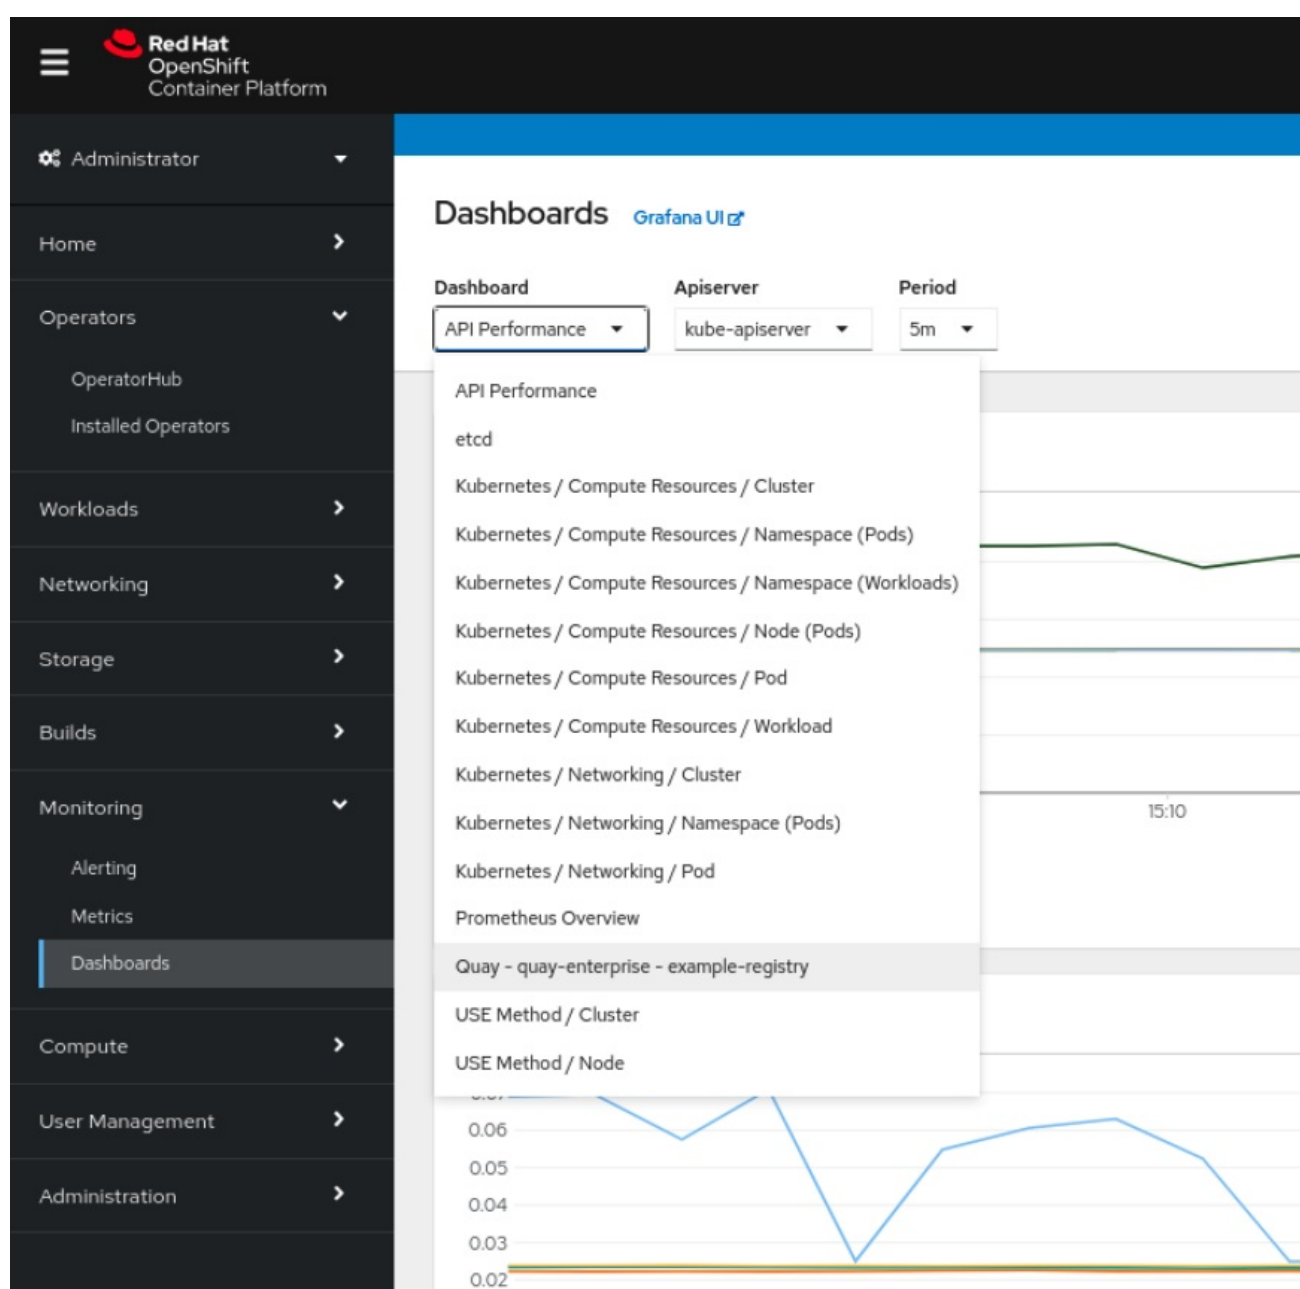 Red Hat
OpenShift
Container Platform
Administrator
Home
Operators
OperatorHub
Installed Operators
Workloads
Networking
Storage
Builds
Monitoring
Alerting
Metrics
Dashboards
Compute
User Management
Administration
Dashboards Grafana UI
Dashboard Apiserver Period
API Performance kube-apiserver 5m
API Performance
etcd
Kubernetes / Compute Resources / Cluster
Kubernetes / Compute Resources / Namespace (Pods)
Kubernetes / Compute Resources / Namespace (Workloads)
Kubernetes / Compute Resources / Node (Pods)
Kubernetes / Compute Resources / Pod
Kubernetes / Compute Resources / Workload
Kubernetes / Networking / Cluster
Kubernetes / Networking / Namespace (Pods)
Kubernetes / Networking / Pod
Prometheus Overview
Quay - quay-enterprise - example-registry
USE Method / Cluster
USE Method / Node
15:10
0.06
0.05
0.04
0.03
0.02